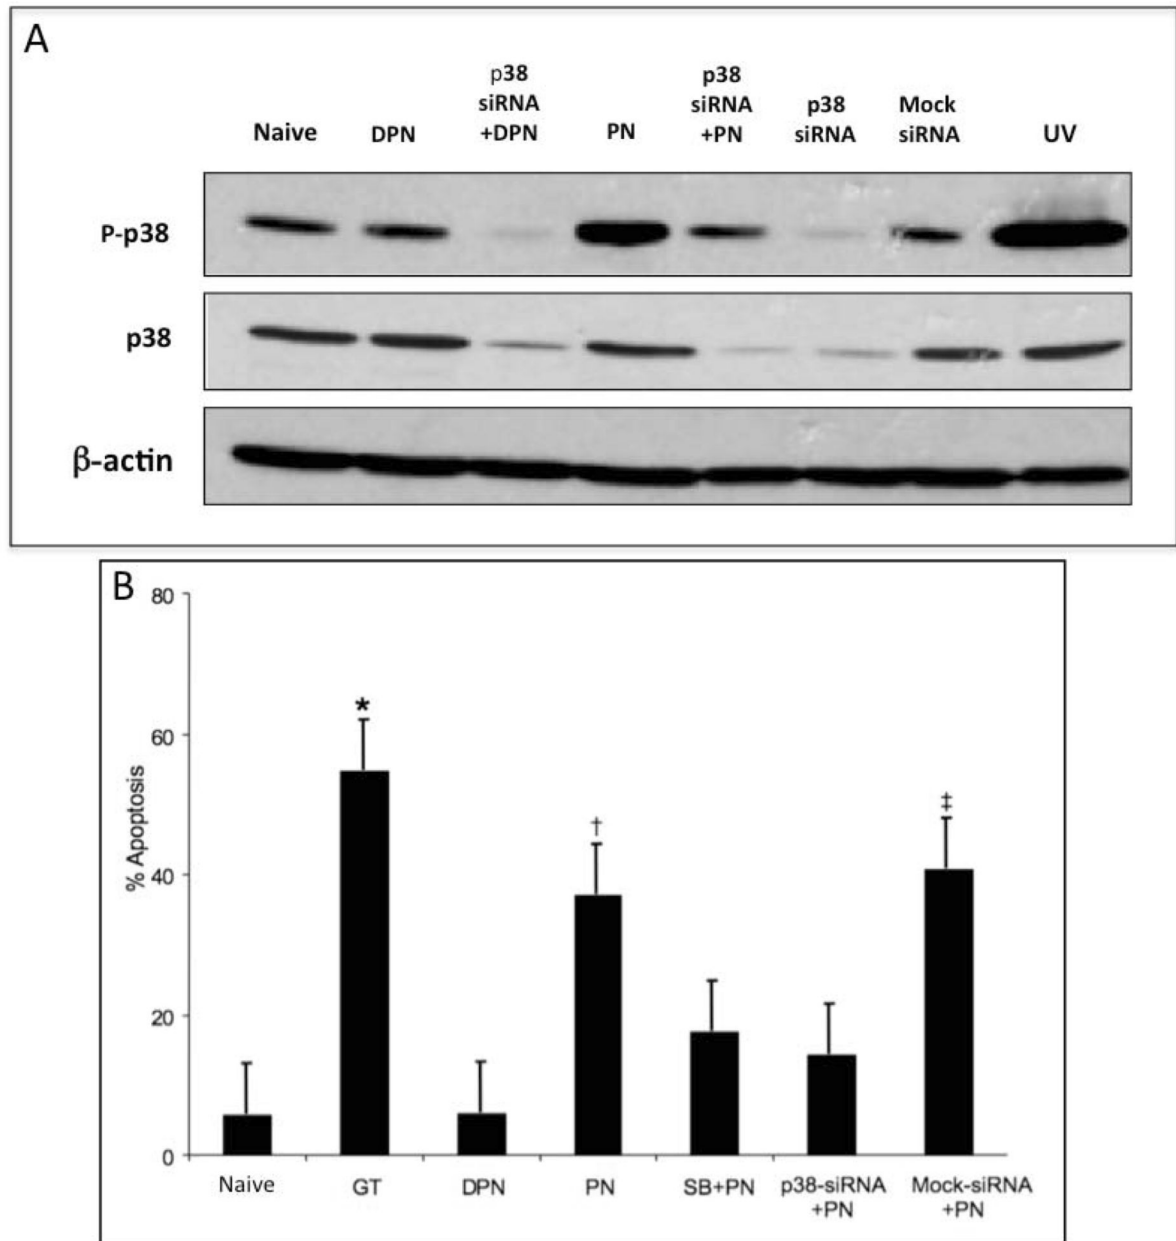 A
Naive
DPN
p38
siRNA
+DPN
PN
p38
siRNA
+PN
p38
siRNA
Mock
siRNA
UV
P-p38
p38
β-actin
B
80
60
40
20
0
% Apoptosis
*
†
‡
Naive
GT
DPN
PN
SB+PN
p38-siRNA
+PN
Mock-siRNA
+PN